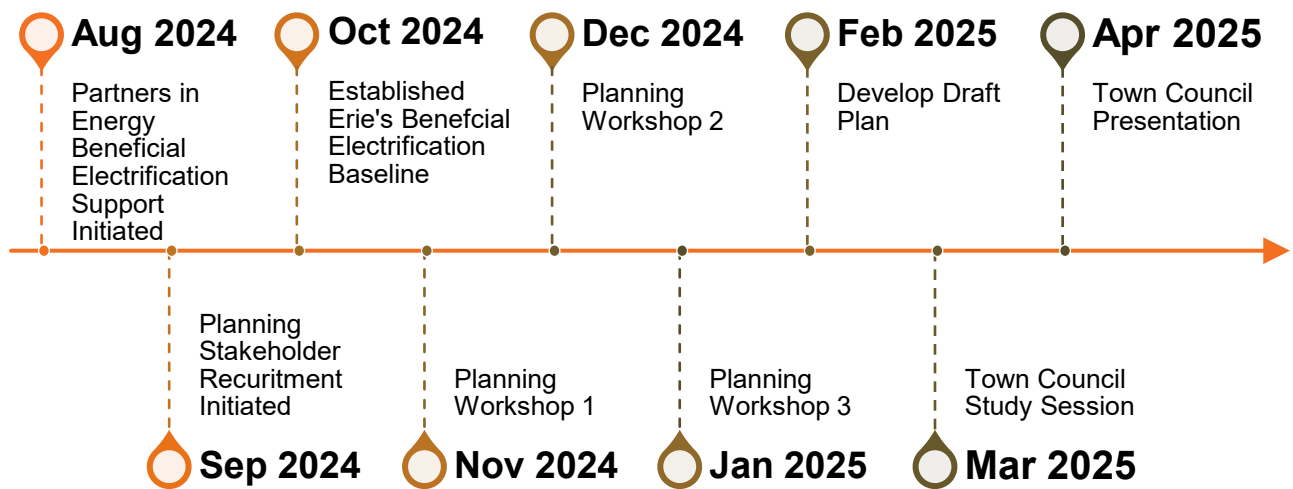 Aug 2024
Partners in
Energy
Beneficial
Electrification
Support
Initiated
Sep 2024
Planning
Stakeholder
Recuritment
Initiated
Oct 2024
Established
Erie's Benefcial
Electrification
Baseline
Nov 2024
Planning
Workshop 1
Dec 2024
Planning
Workshop 2
Jan 2025
Planning
Workshop 3
Feb 2025
Develop Draft
Plan
Mar 2025
Town Council
Study Session
Apr 2025
Town Council
Presentation